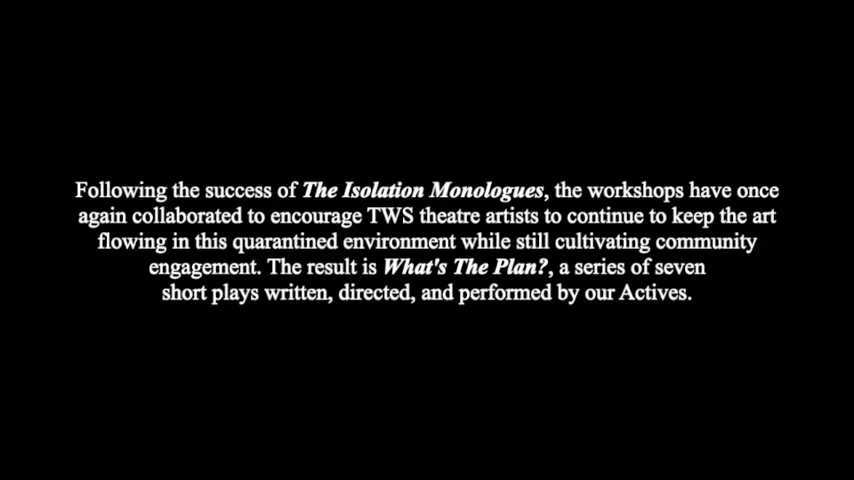 Following the success of The Isolation Monologues, the workshops have once
again collaborated to encourage TWS theatre artists to continue to keep the art
flowing in this quarantined environment while still cultivating community
engagement. The result is What's The Plan?, a series of seven
short plays written, directed, and performed by our Actives.